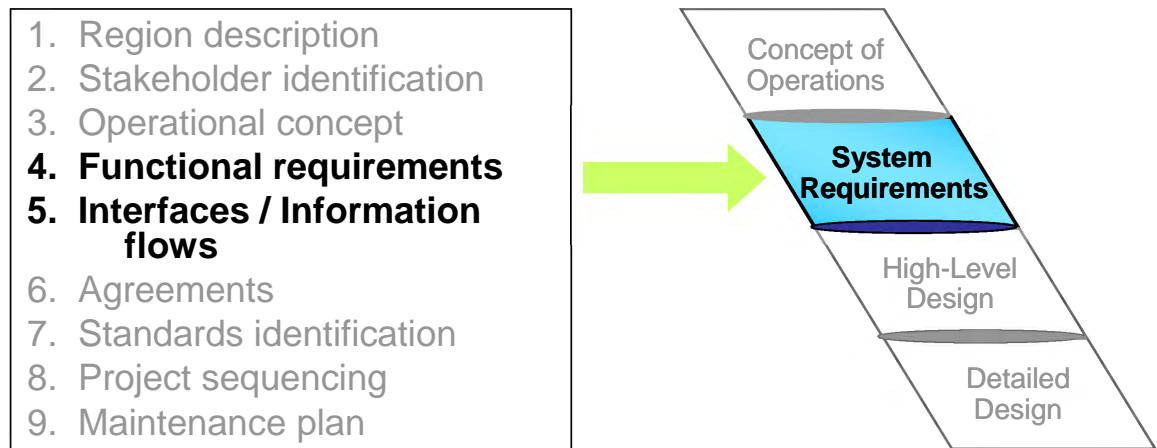 1. Region description
2. Stakeholder identification
3. Operational concept
4. Functional requirements
5. Interfaces / Information
flows
6. Agreements
7. Standards identification
8. Project sequencing
9. Maintenance plan
Concept of
Operations
System
Requirements
High-Level
Design
Detailed
Design